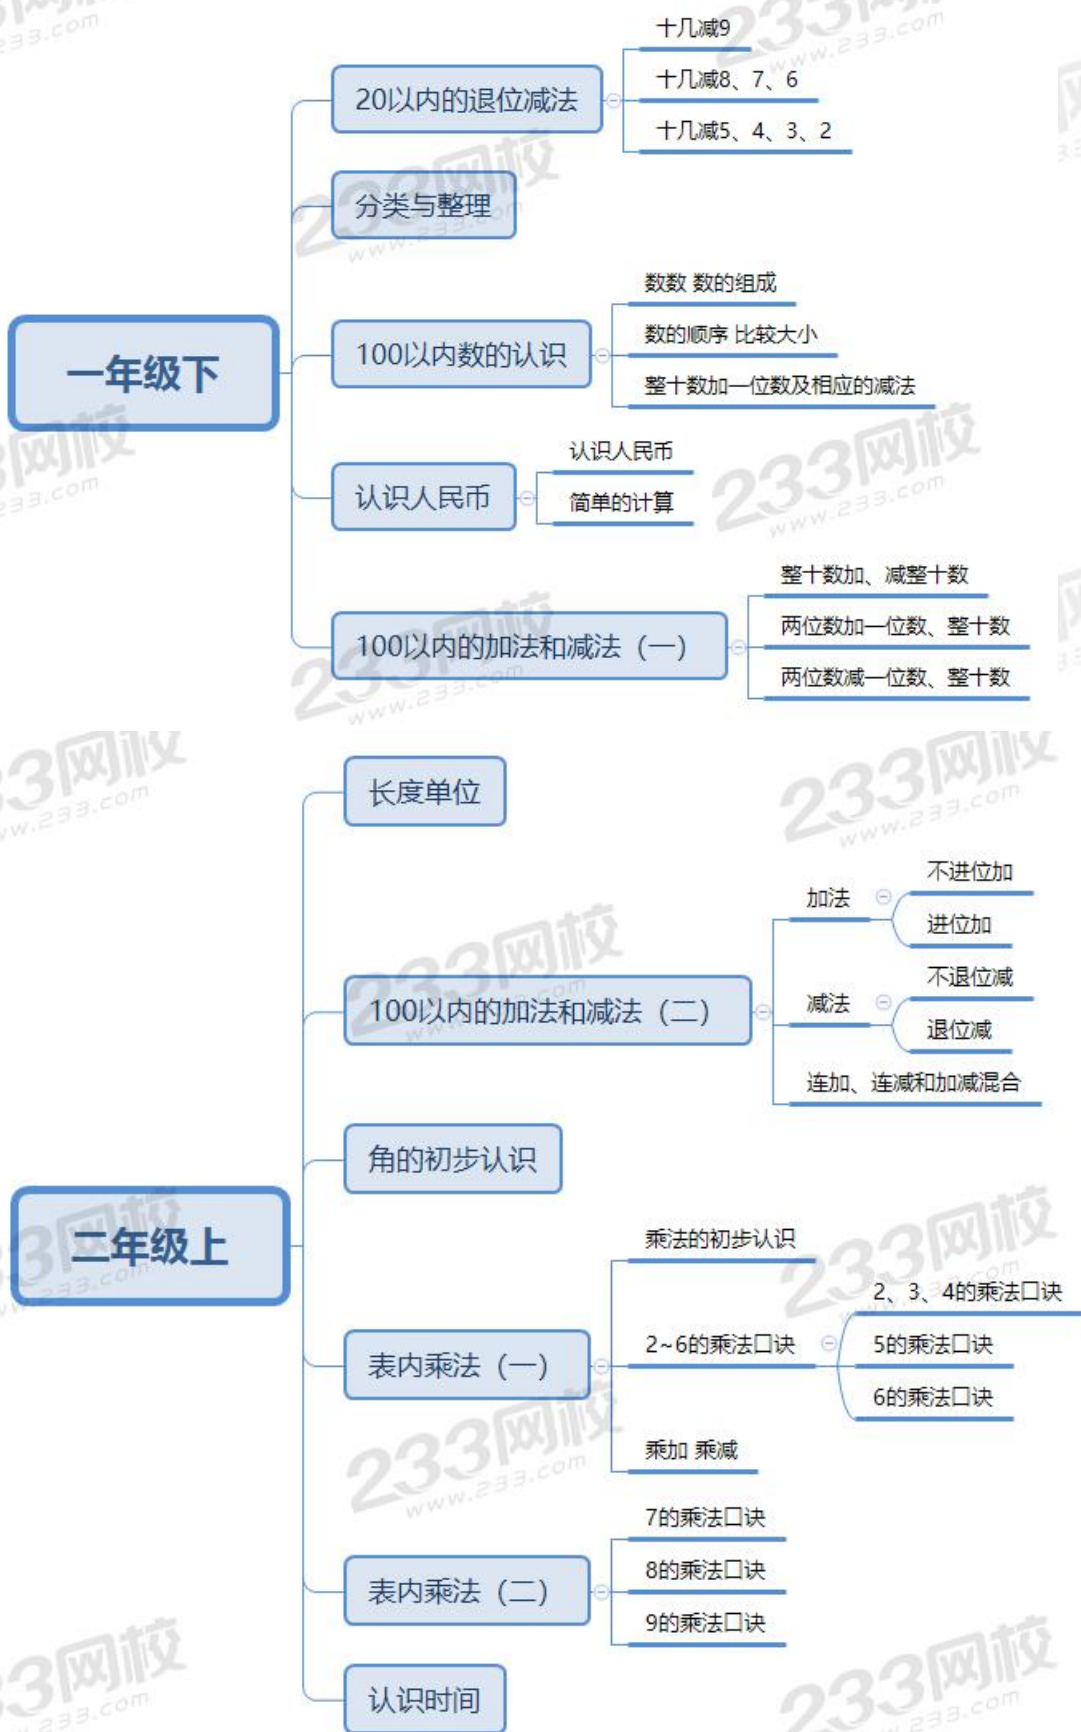 十几减9
20以内的退位减法
十几减8、7、6
十几减5、4、3、2
分类与整理
数数 数的组成
一年级下
100以内数的认识
数的顺序 比较大小
整十数加一位数及相应的减法
认识人民币
认识人民币
简单的计算
整十数加、减整十数
100以内的加法和减法（一）
两位数加一位数、整十数
两位数减一位数、整十数
长度单位
不进位加
加法
进位加
100以内的加法和减法（二）
不退位减
减法
退位减
连加、连减和加减混合
角的初步认识
二年级上
乘法的初步认识
2、3、4的乘法口诀
表内乘法（一）
2~6的乘法口诀
5的乘法口诀
6的乘法口诀
乘加 乘减
7的乘法口诀
表内乘法（二）
8的乘法口诀
9的乘法口诀
认识时间
233网校
www.233.com